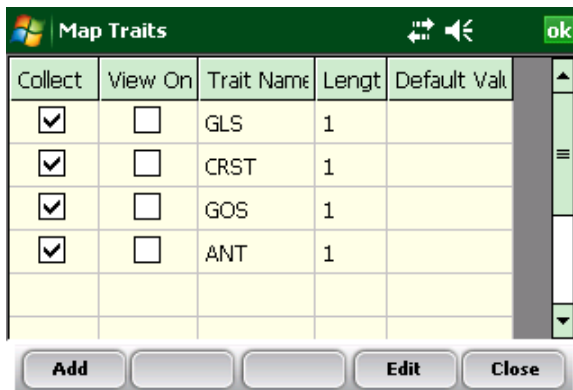 Map Traits ok
Collect View On Trait Name Lengt Default Valu
GLS 1
CRST 1
GOS 1
ANT 1
Add Edit Close